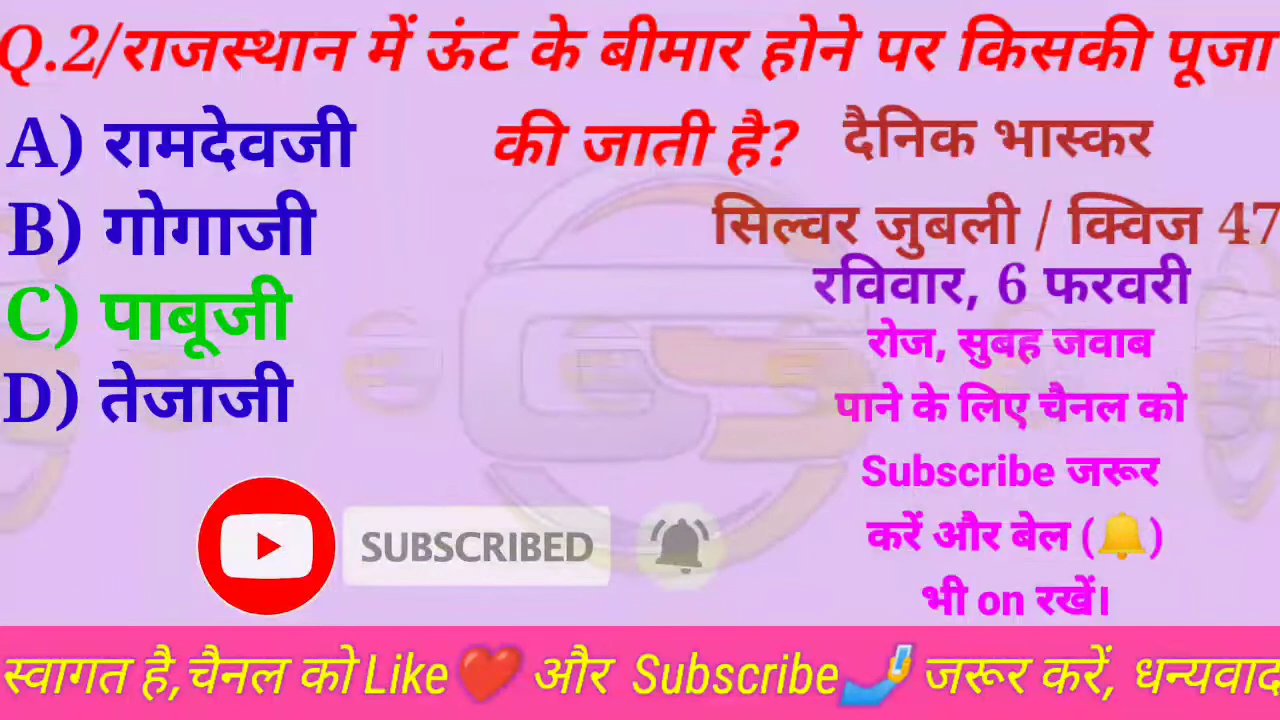 Q.2/राजस्थान में ऊंट के बीमार होने पर किसकी पूजा
की जाती है?
A) रामदेवजी
B) गोगाजी
C) पाबूजी
D) तेजाजी
दैनिक भास्कर
सिल्वर जुबली / क्विज 47
रविवार, 6 फरवरी
रोज, सुबह जवाब
पाने के लिए चैनल को
Subscribe जरूर
करें और बेल (🔔)
भी on रखें।
SUBSCRIBED
स्वागत है,चैनल को Like❤️ और Subscribe🤳 जरूर करें, धन्यवाद